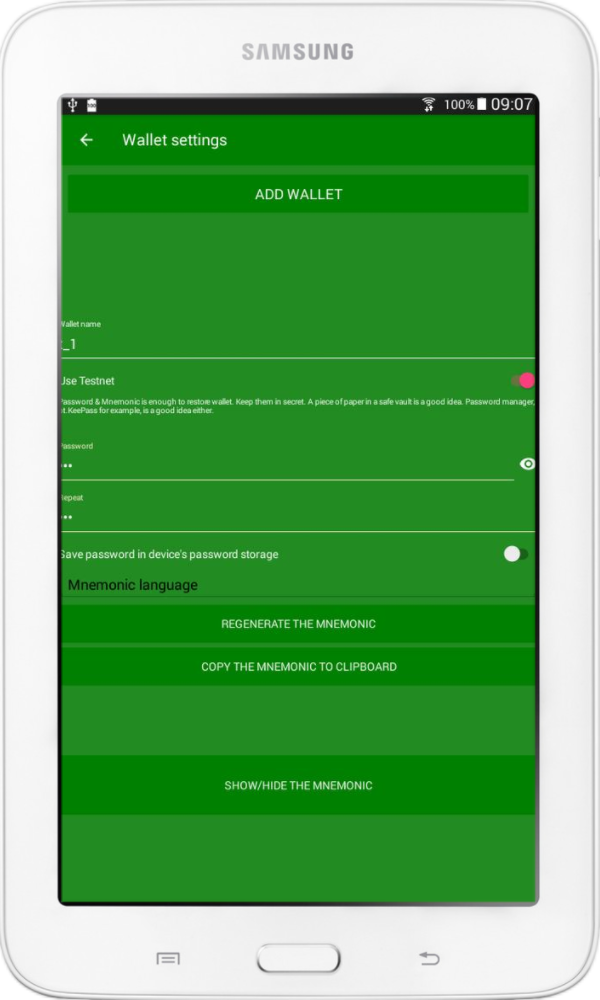 SAMSUNG
100% 09:07
Wallet settings
ADD WALLET
Wallet name
_1
Use Testnet
Password & Mnemonic is enough to restore wallet. Keep them in secret. A piece of paper in a safe vault is a good idea. Password manager,
KeePass for example, is a good idea either.
Password
•••
Repeat
•••
Save password in device's password storage
Mnemonic language
REGENERATE THE MNEMONIC
COPY THE MNEMONIC TO CLIPBOARD
SHOW/HIDE THE MNEMONIC